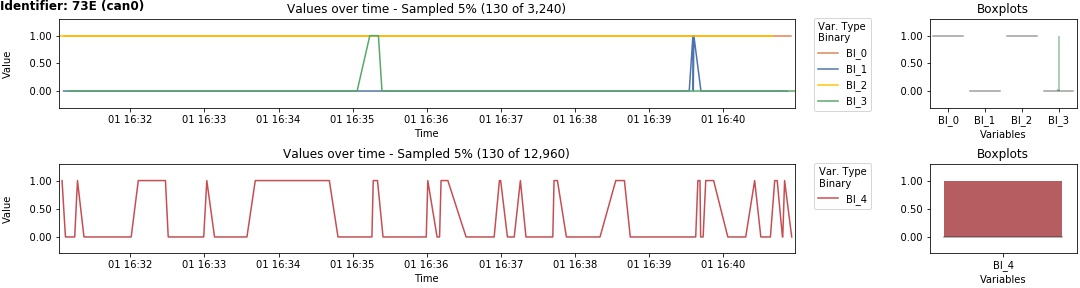 Identifier: 73E (can0)
Values over time - Sampled 5% (130 of 3,240)
Value
1.00
0.50
0.00
01 16:32 01 16:33 01 16:34 01 16:35 01 16:36 01 16:37 01 16:38 01 16:39 01 16:40
Time
Var. Type
Binary
BI_0
BI_1
BI_2
BI_3
Boxplots
1.00
0.50
0.00
BI_0 BI_1 BI_2 BI_3
Variables
Values over time - Sampled 5% (130 of 12,960)
Value
1.00
0.50
0.00
01 16:32 01 16:33 01 16:34 01 16:35 01 16:36 01 16:37 01 16:38 01 16:39 01 16:40
Time
Var. Type
Binary
BI_4
Boxplots
1.00
0.50
0.00
BI_4
Variables